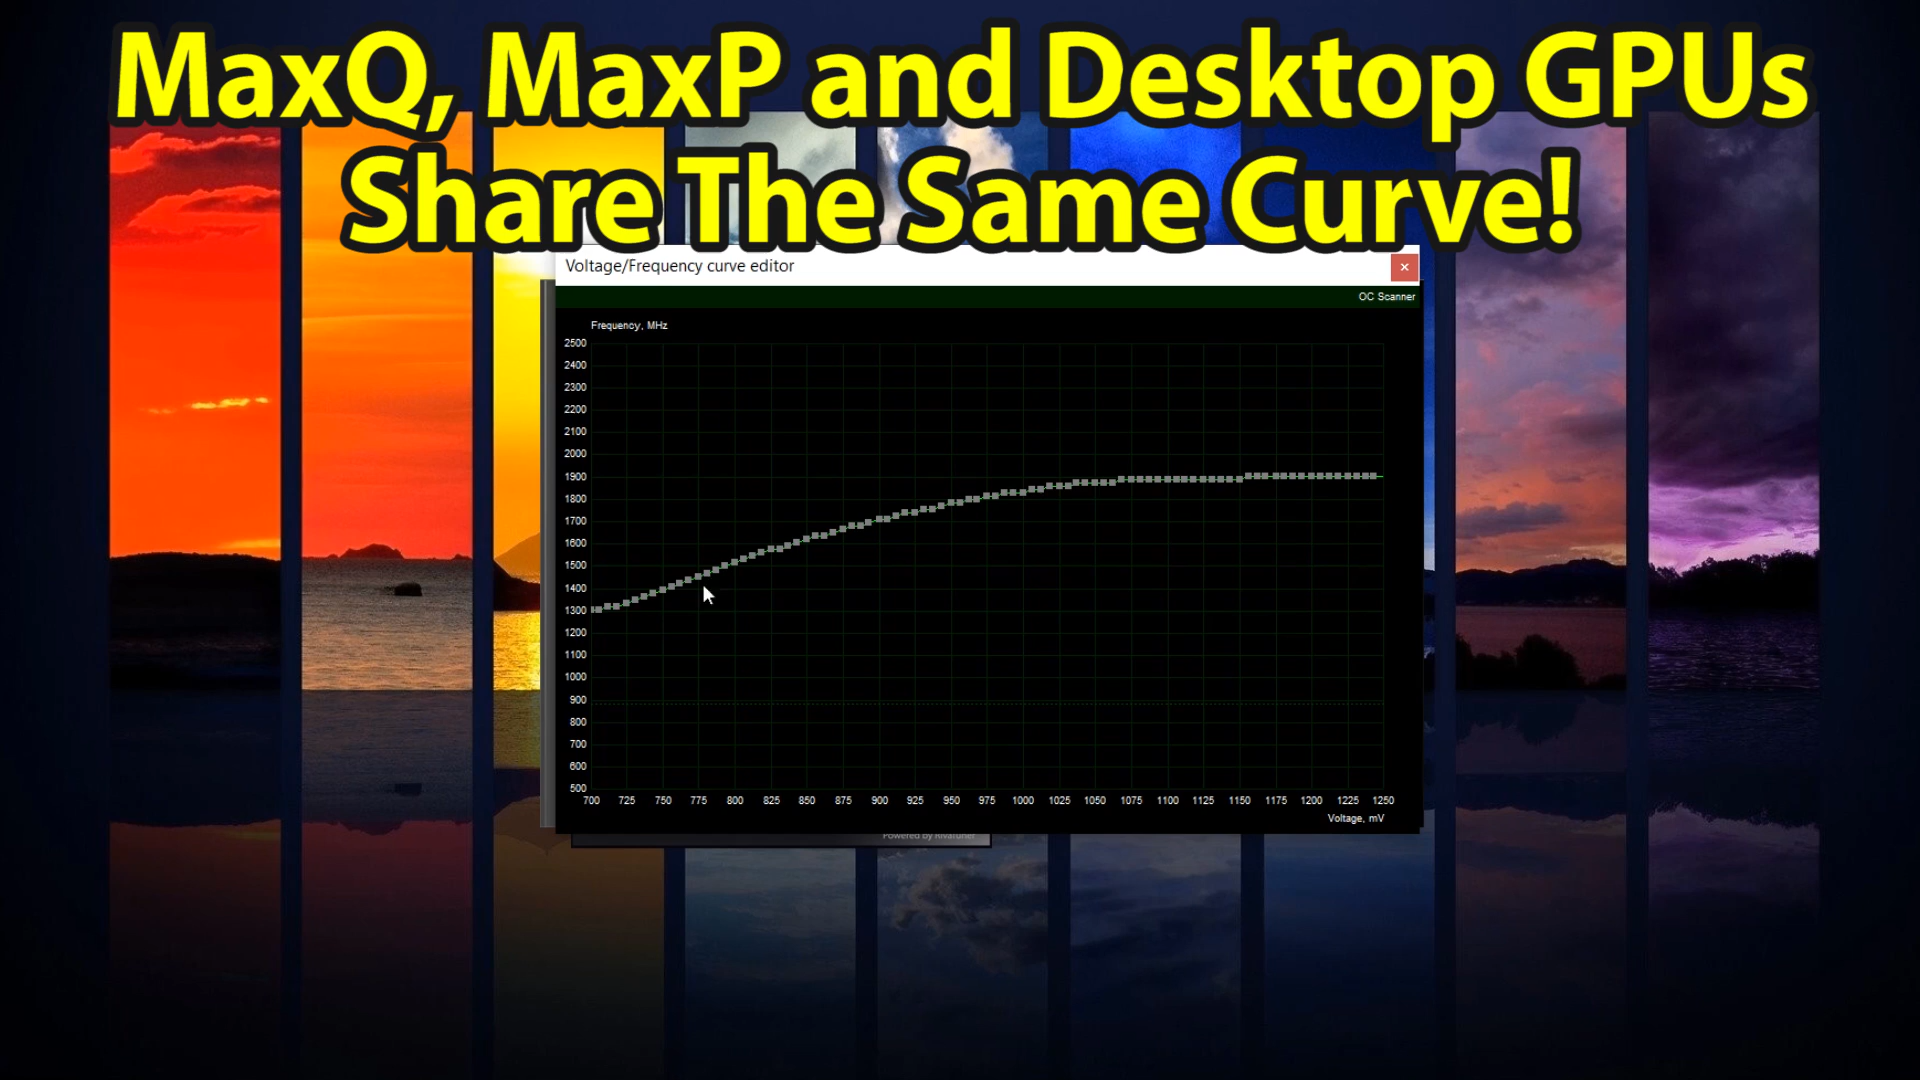 MaxQ, MaxP and Desktop GPUs
Share The Same Curve!
Voltage/Frequency curve editor
OC Scanner
Frequency, MHz
2500
2400
2300
2200
2100
2000
1900
1800
1700
1600
1500
1400
1300
1200
1100
1000
900
800
700
600
500
700 725 750 775 800 825 850 875 900 925 950 975 1000 1025 1050 1075 1100 1125 1150 1175 1200 1225 1250
Voltage, mV
Powered by RivaTuner